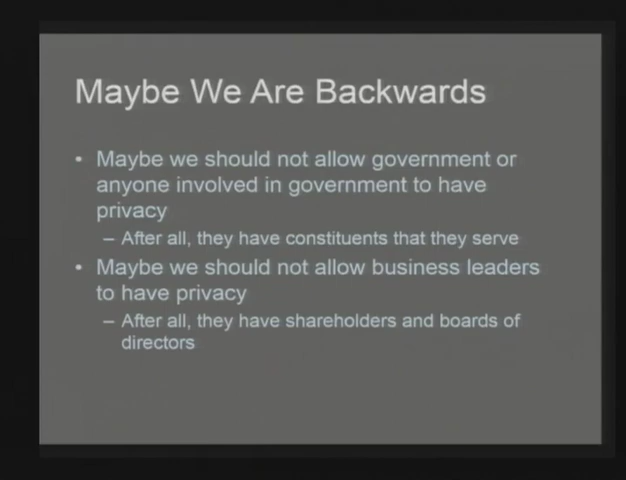 Maybe We Are Backwards
• Maybe we should not allow government or
anyone involved in government to have
privacy
– After all, they have constituents that they serve
• Maybe we should not allow business leaders
to have privacy
– After all, they have shareholders and boards of
directors